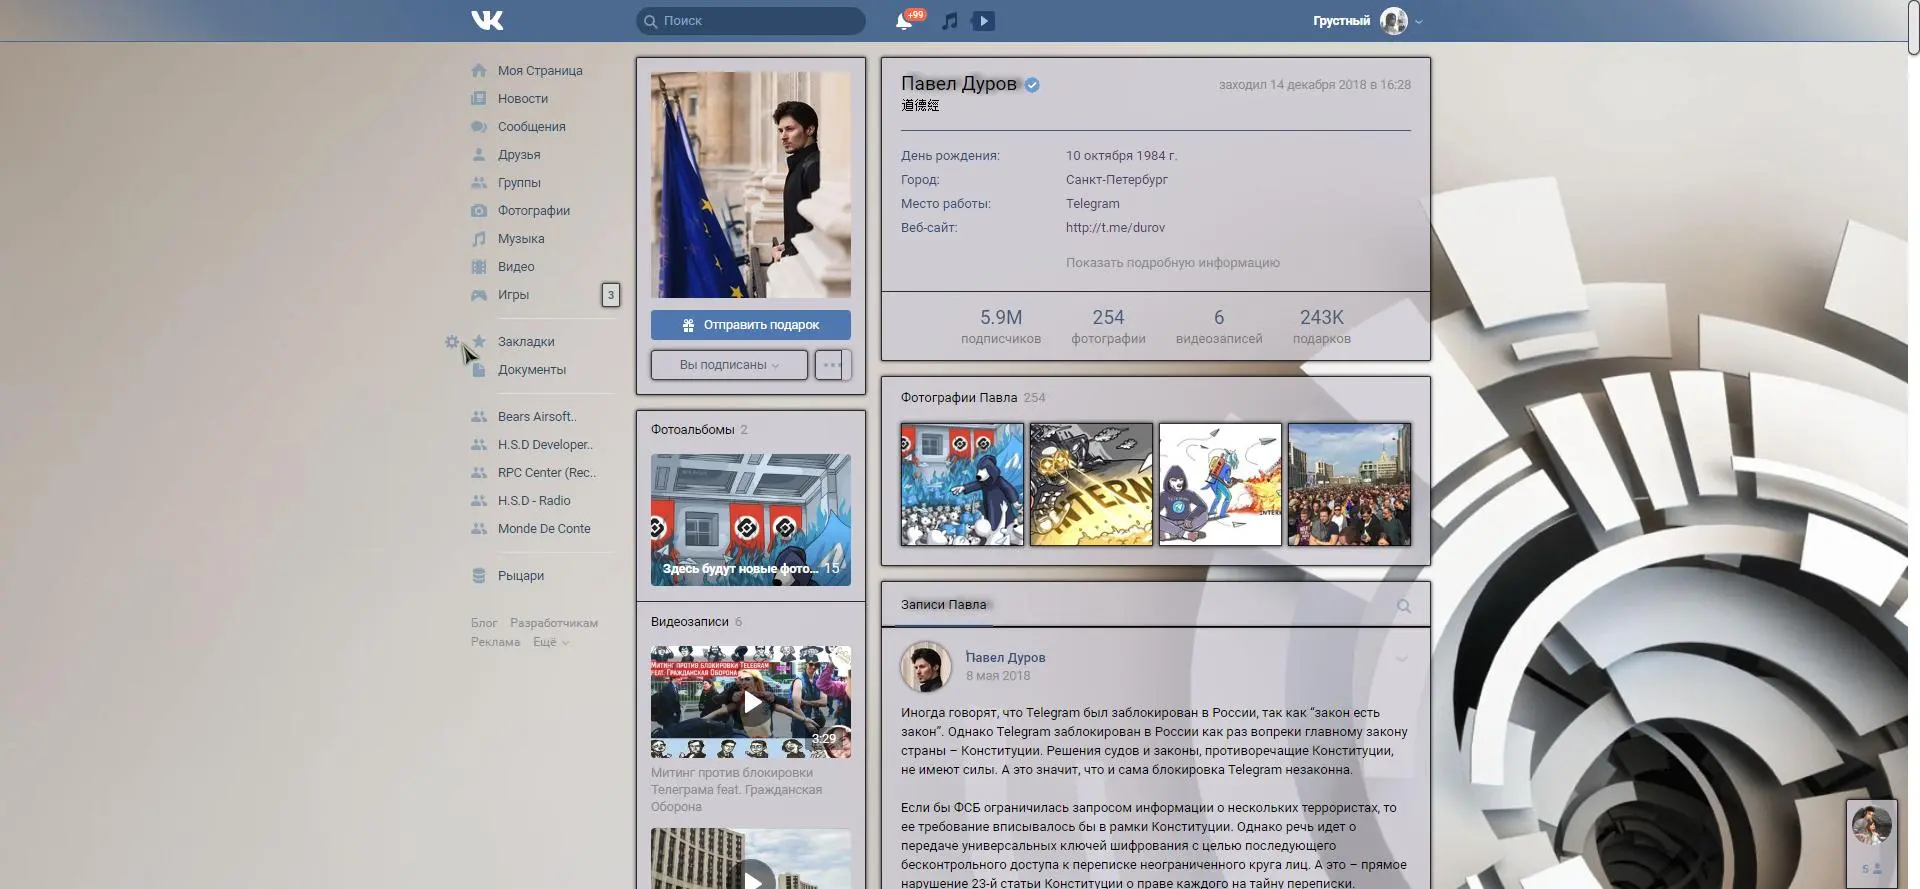 Поиск
+99
Грустный
Моя Страница
Новости
Сообщения
Друзья
Группы
Фотографии
Музыка
Видео
Игры
3
Закладки
Документы
Bears Airsoft..
H.S.D Developer..
RPC Center (Rec..
H.S.D - Radio
Monde De Conte
Рыцари
Блог Разработчикам
Реклама Ещё
Отправить подарок
Вы подписаны
Фотоальбомы 2
Здесь будут новые фото... 15
Видеозаписи 6
Митинг против блокировки Telegram
feat. Гражданская Оборона
3:29
Митинг против блокировки
Телеграма feat. Гражданская
Оборона
Павел Дуров
заходил 14 декабря 2018 в 16:28
道德經
День рождения: 10 октября 1984 г.
Город: Санкт-Петербург
Место работы: Telegram
Веб-сайт: http://t.me/durov
Показать подробную информацию
5.9M 254 6 243K
подписчиков фотографии видеозаписей подарков
Фотографии Павла 254
INTERN
Записи Павла
Павел Дуров
8 мая 2018
Иногда говорят, что Telegram был заблокирован в России, так как “закон есть
закон”. Однако Telegram заблокирован в России как раз вопреки главному закону
страны – Конституции. Решения судов и законы, противоречащие Конституции,
не имеют силы. А это значит, что и сама блокировка Telegram незаконна.
Если бы ФСБ ограничилась запросом информации о нескольких террористах, то
ее требование вписывалось бы в рамки Конституции. Однако речь идет о
передаче универсальных ключей шифрования с целью последующего
бесконтрольного доступа к переписке неограниченного круга лиц. А это – прямое
нарушение 23-й статьи Конституции о праве каждого на тайну переписки.
5